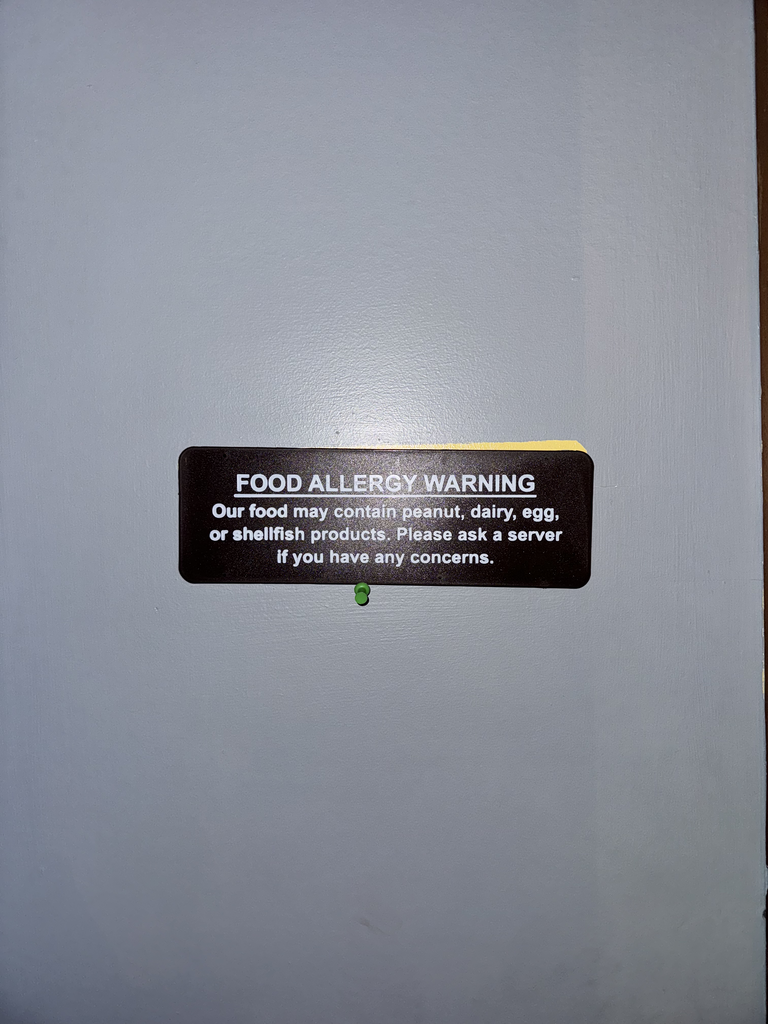 FOOD ALLERGY WARNING
Our food may contain peanut, dairy, egg,
or shellfish products. Please ask a server
if you have any concerns.